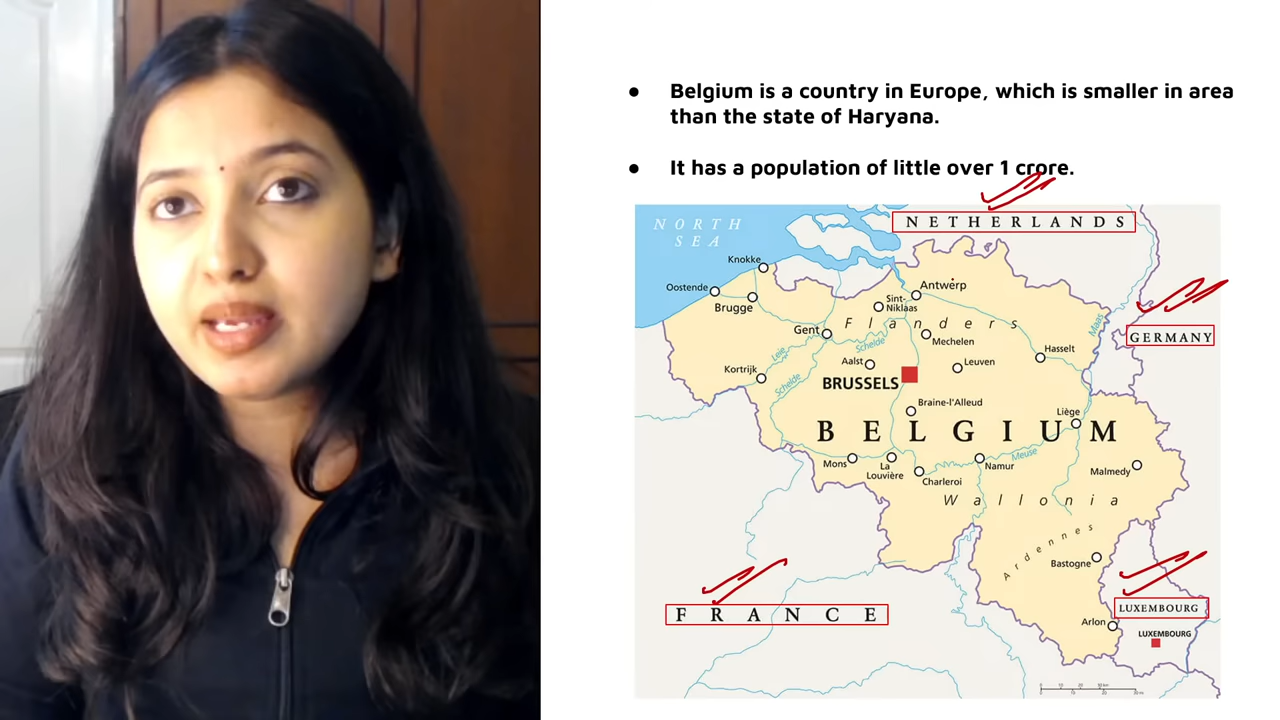 ● Belgium is a country in Europe, which is smaller in area
than the state of Haryana.
● It has a population of little over 1 crore.
NORTH
SEA
NETHERLANDS
Knokke
Oostende
Antwerp
Brugge
Sint-
Niklaas
Flanders
Maas
Gent
Schelde
Mechelen
GERMANY
Leie
Hasselt
Aalst
Leuven
Kortrijk
Schelde
BRUSSELS
Braine-l'Alleud
Liège
BELGIUM
Meuse
Mons
La
Louvière
Charleroi
Namur
Malmedy
Wallonia
Ardennes
Bastogne
FRANCE
LUXEMBOURG
Arlon
LUXEMBOURG